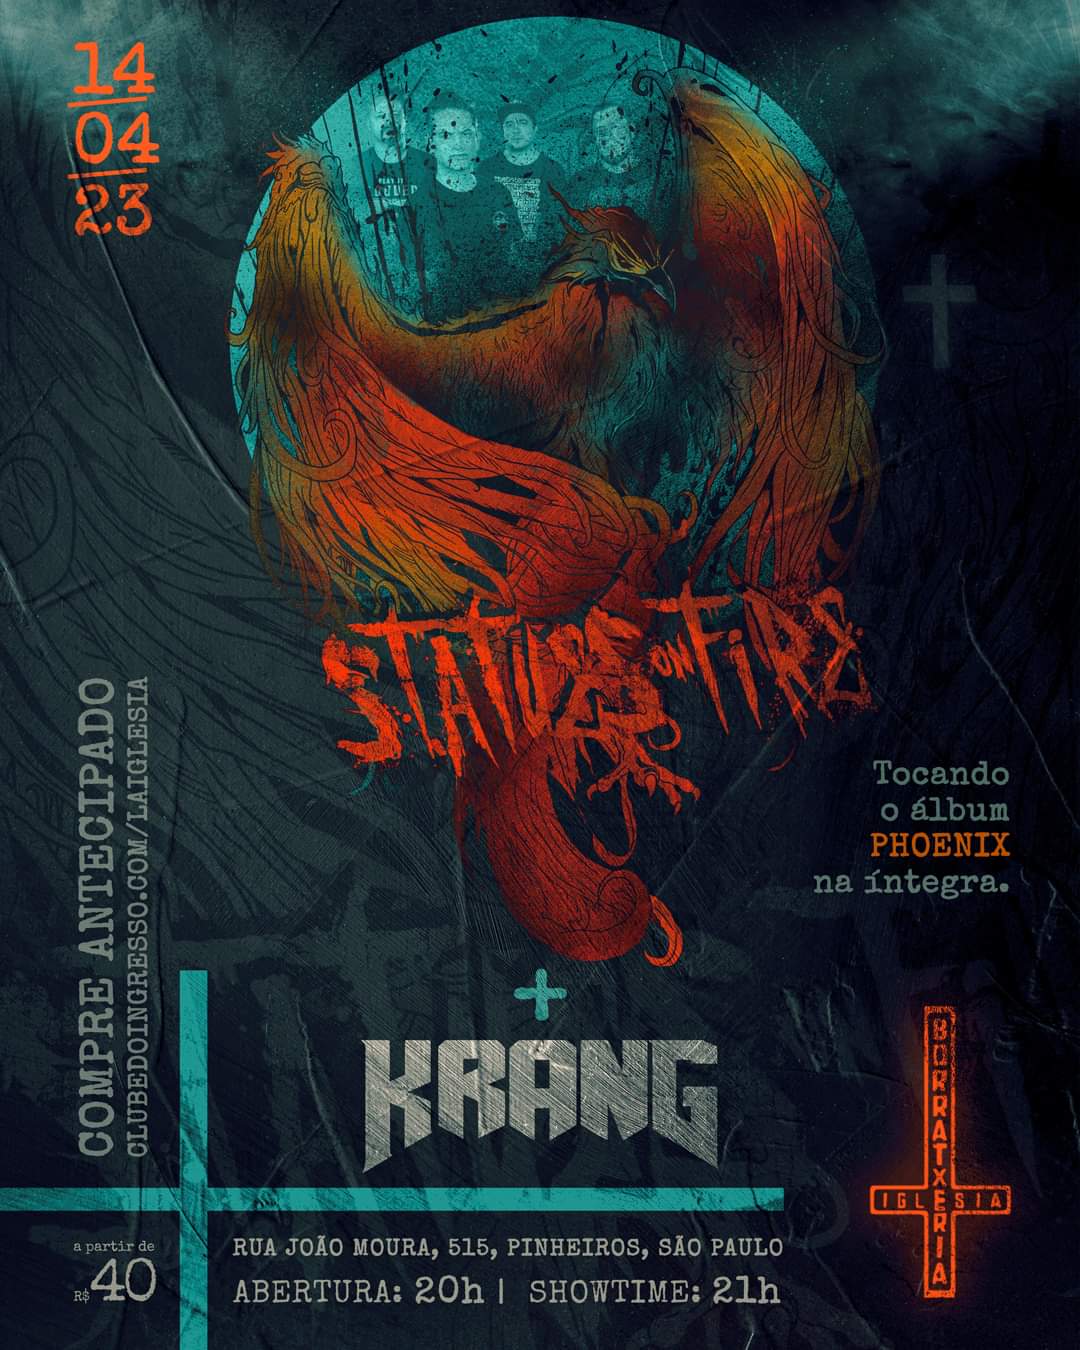 14
04
23
STATUES ON FIRE
Tocando
o álbum
PHOENIX
na íntegra.
COMPRE ANTECIPADO
CLUBEDOINGRESSO.COM/LAIGLESIA
+
KRANG
BORRATXERIA
IGLESIA
a partir de
R$ 40
RUA JOÃO MOURA, 515, PINHEIROS, SÃO PAULO
ABERTURA: 20h | SHOWTIME: 21h